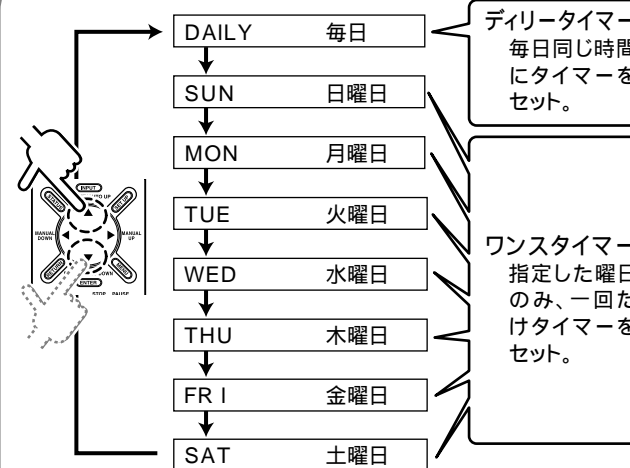 DAILY 毎日
SUN 日曜日
MON 月曜日
TUE 火曜日
WED 水曜日
THU 木曜日
FR I 金曜日
SAT 土曜日
ディリータイマー
毎日同じ時間
にタイマーを
セット。
ワンスタイマー
指定した曜日
のみ、一回だ
けタイマーを
セット。
INPUT
MANUAL
DOWN
MANUAL
UP
ENTER